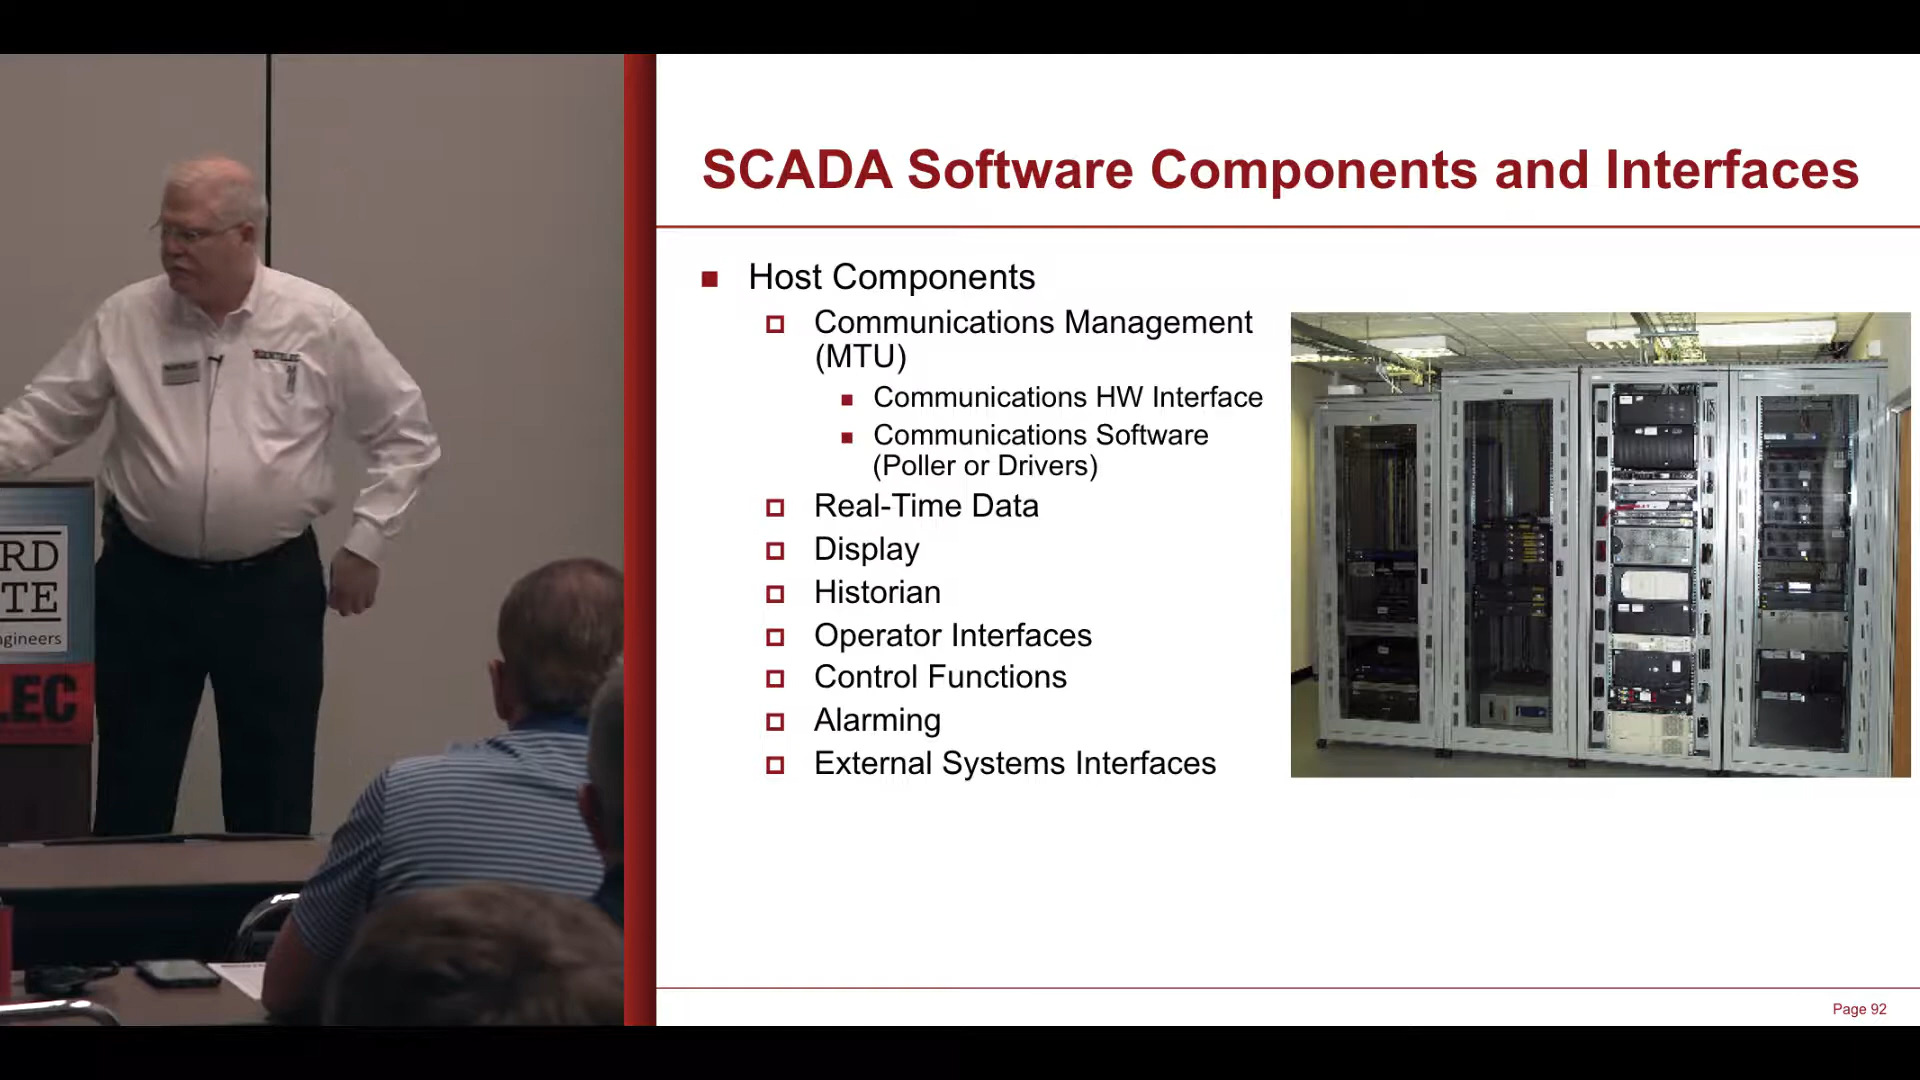 SCADA Software Components and Interfaces
Host Components
Communications Management
(MTU)
Communications HW Interface
Communications Software
(Poller or Drivers)
Real-Time Data
Display
Historian
Operator Interfaces
Control Functions
Alarming
External Systems Interfaces
Page 92
RD
TE
ngineers
LEC